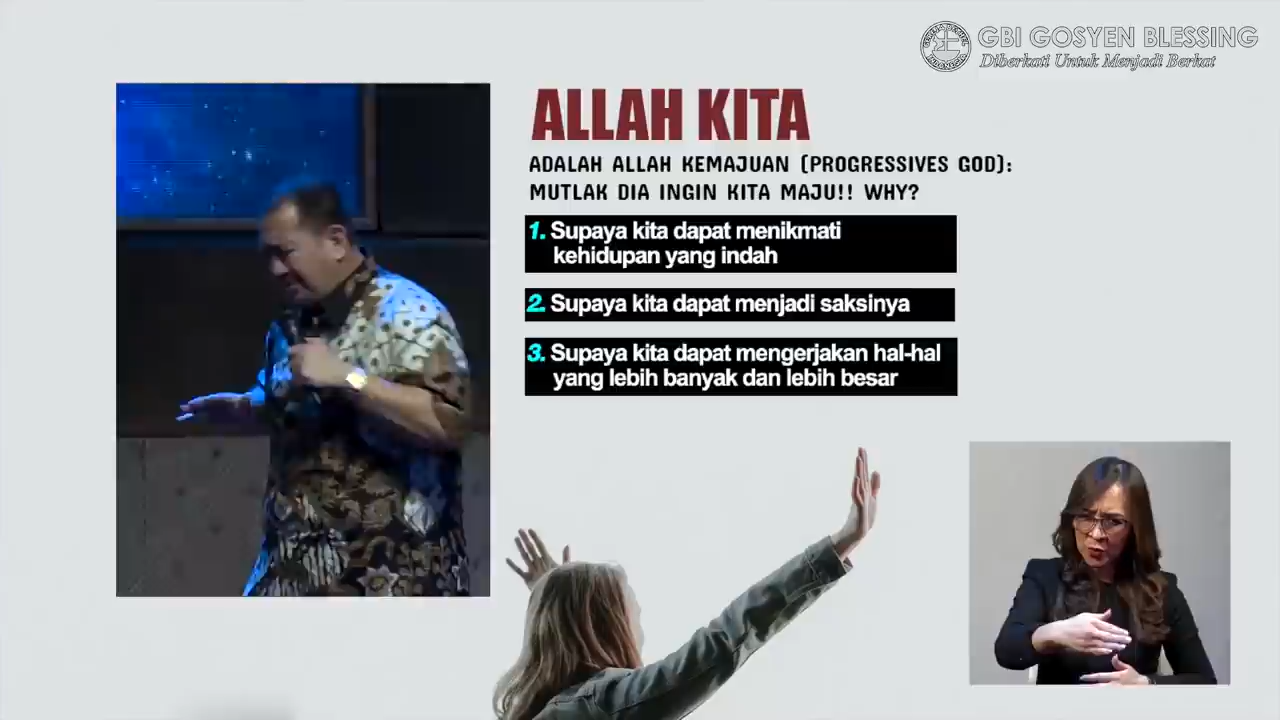 GBI GOSYEN BLESSING
Diberkati Untuk Menjadi Berkat
ALLAH KITA
ADALAH ALLAH KEMAJUAN (PROGRESSIVES GOD):
MUTLAK DIA INGIN KITA MAJU!! WHY?
1. Supaya kita dapat menikmati
kehidupan yang indah
2. Supaya kita dapat menjadi saksinya
3. Supaya kita dapat mengerjakan hal-hal
yang lebih banyak dan lebih besar